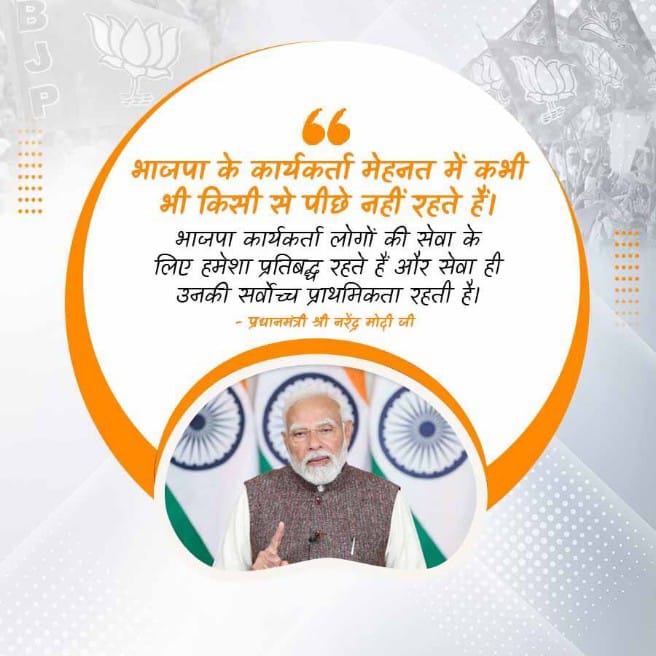 BJP
❝
भाजपा के कार्यकर्ता मेहनत में कभी
भी किसी से पीछे नहीं रहते हैं।
भाजपा कार्यकर्ता लोगों की सेवा के
लिए हमेशा प्रतिबद्ध रहते हैं और सेवा ही
उनकी सर्वोच्च प्राथमिकता रहती है।
- प्रधानमंत्री श्री नरेंद्र मोदी जी